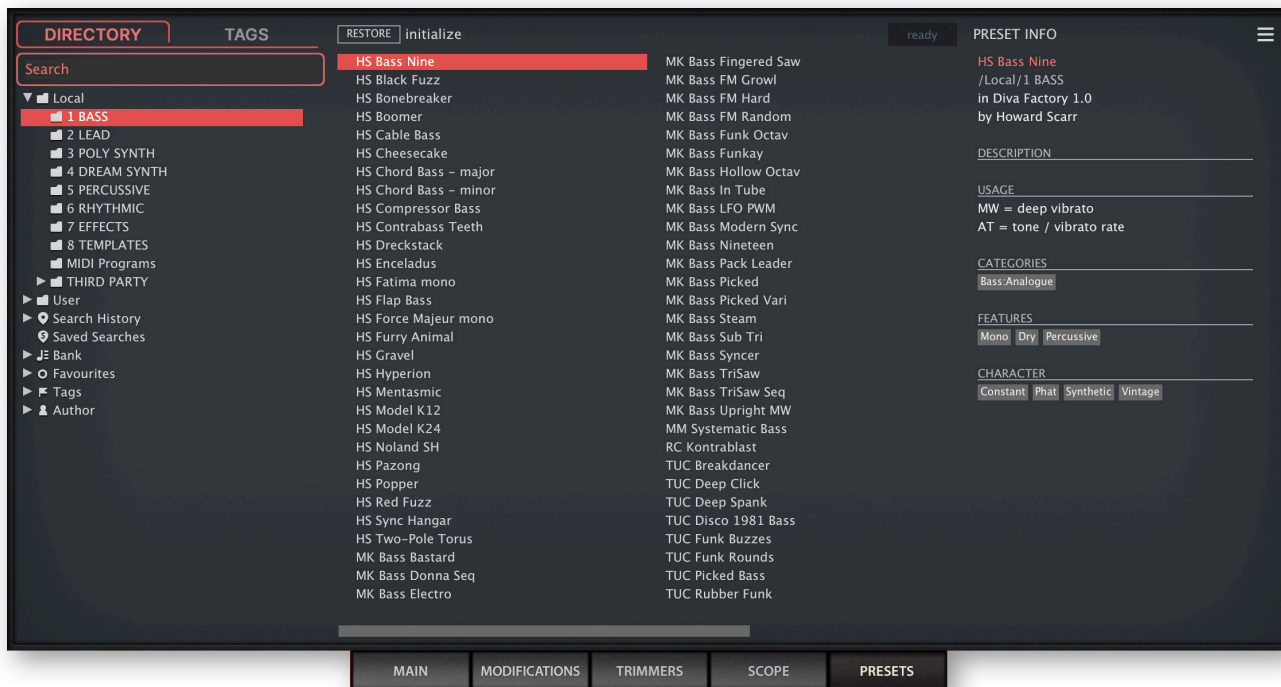 DIRECTORY
TAGS
Search
Local
1 BASS
2 LEAD
3 POLY SYNTH
4 DREAM SYNTH
5 PERCUSSIVE
6 RHYTHMIC
7 EFFECTS
8 TEMPLATES
MIDI Programs
THIRD PARTY
User
Search History
Saved Searches
Bank
Favourites
Tags
Author
RESTORE initialize
ready
HS Bass Nine
HS Black Fuzz
HS Bonebreaker
HS Boomer
HS Cable Bass
HS Cheesecake
HS Chord Bass – major
HS Chord Bass – minor
HS Compressor Bass
HS Contrabass Teeth
HS Dreckstack
HS Enceladus
HS Fatima mono
HS Flap Bass
HS Force Majeur mono
HS Furry Animal
HS Gravel
HS Hyperion
HS Mentasmic
HS Model K12
HS Model K24
HS Noland SH
HS Pazong
HS Popper
HS Red Fuzz
HS Sync Hangar
HS Two-Pole Torus
MK Bass Bastard
MK Bass Donna Seq
MK Bass Electro
MK Bass Fingered Saw
MK Bass FM Growl
MK Bass FM Hard
MK Bass FM Random
MK Bass Funk Octav
MK Bass Funkay
MK Bass Hollow Octav
MK Bass In Tube
MK Bass LFO PWM
MK Bass Modern Sync
MK Bass Nineteen
MK Bass Pack Leader
MK Bass Picked
MK Bass Picked Vari
MK Bass Steam
MK Bass Sub Tri
MK Bass Syncer
MK Bass TriSaw
MK Bass TriSaw Seq
MK Bass Upright MW
MM Systematic Bass
RC Kontrablast
TUC Breakdancer
TUC Deep Click
TUC Deep Spank
TUC Disco 1981 Bass
TUC Funk Buzzes
TUC Funk Rounds
TUC Picked Bass
TUC Rubber Funk
PRESET INFO
HS Bass Nine
/Local/1 BASS
in Diva Factory 1.0
by Howard Scarr
DESCRIPTION
USAGE
MW = deep vibrato
AT = tone / vibrato rate
CATEGORIES
Bass:Analogue
FEATURES
Mono Dry Percussive
CHARACTER
Constant Phat Synthetic Vintage
MAIN MODIFICATIONS TRIMMERS SCOPE PRESETS